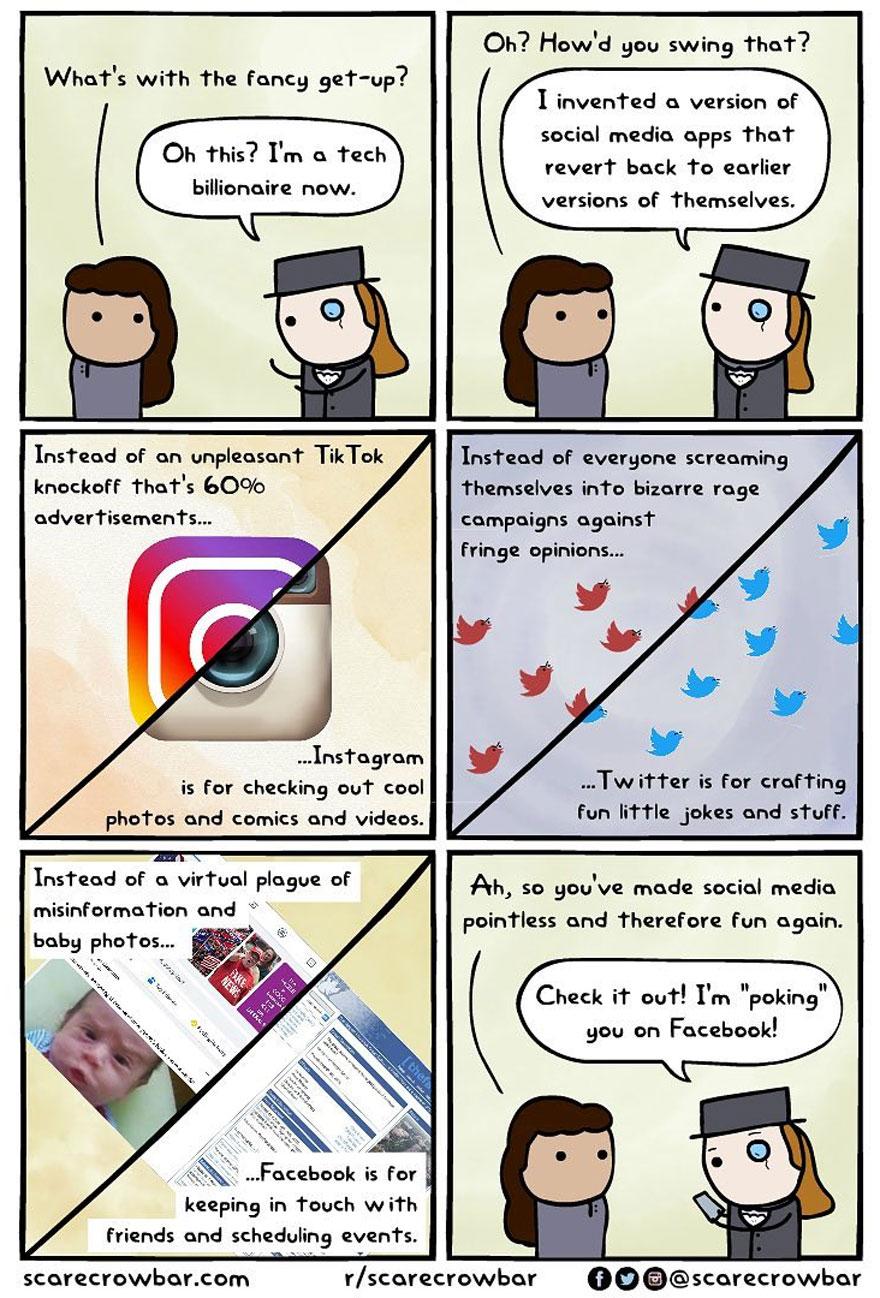 What's with the fancy get-up?
Oh this? I'm a tech
billionaire now.
Oh? How'd you swing that?
I invented a version of
social media apps that
revert back to earlier
versions of themselves.
Instead of an unpleasant TikTok
knockoff that's 60%
advertisements...
...Instagram
is for checking out cool
photos and comics and videos.
Instead of everyone screaming
themselves into bizarre rage
campaigns against
fringe opinions...
...Twitter is for crafting
fun little jokes and stuff.
Instead of a virtual plague of
misinformation and
baby photos...
FAKE
NEWS
...Facebook is for
keeping in touch with
friends and scheduling events.
Ah, so you've made social media
pointless and therefore fun again.
Check it out! I'm "poking"
you on Facebook!
scarecrowbar.com r/scarecrowbar @scarecrowbar